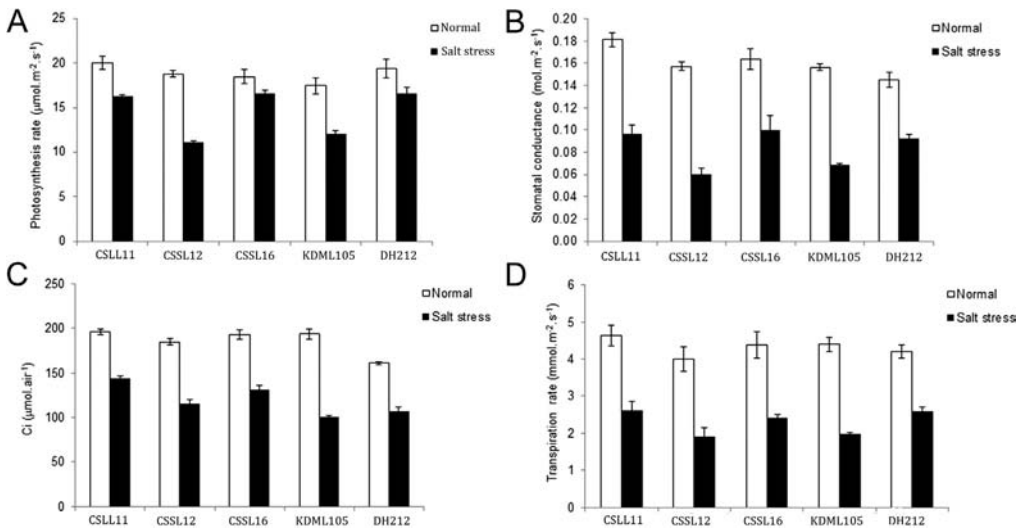 A
Photosynthesis rate (µmol.m⁻².s⁻¹)
25
20
15
10
5
0
Normal
Salt stress
CSLL11 CSSL12 CSSL16 KDML105 DH212
B
Stomatal conductance (mol.m⁻².s⁻¹)
0.20
0.18
0.16
0.14
0.12
0.10
0.08
0.06
0.04
0.02
0.00
Normal
Salt stress
CSLL11 CSSL12 CSSL16 KDML105 DH212
C
Ci (µmol.air⁻¹)
250
200
150
100
50
0
Normal
Salt stress
CSLL11 CSSL12 CSSL16 KDML105 DH212
D
Transpiration rate (mmol.m⁻².s⁻¹)
6
5
4
3
2
1
0
Normal
Salt stress
CSLL11 CSSL12 CSSL16 KDML105 DH212